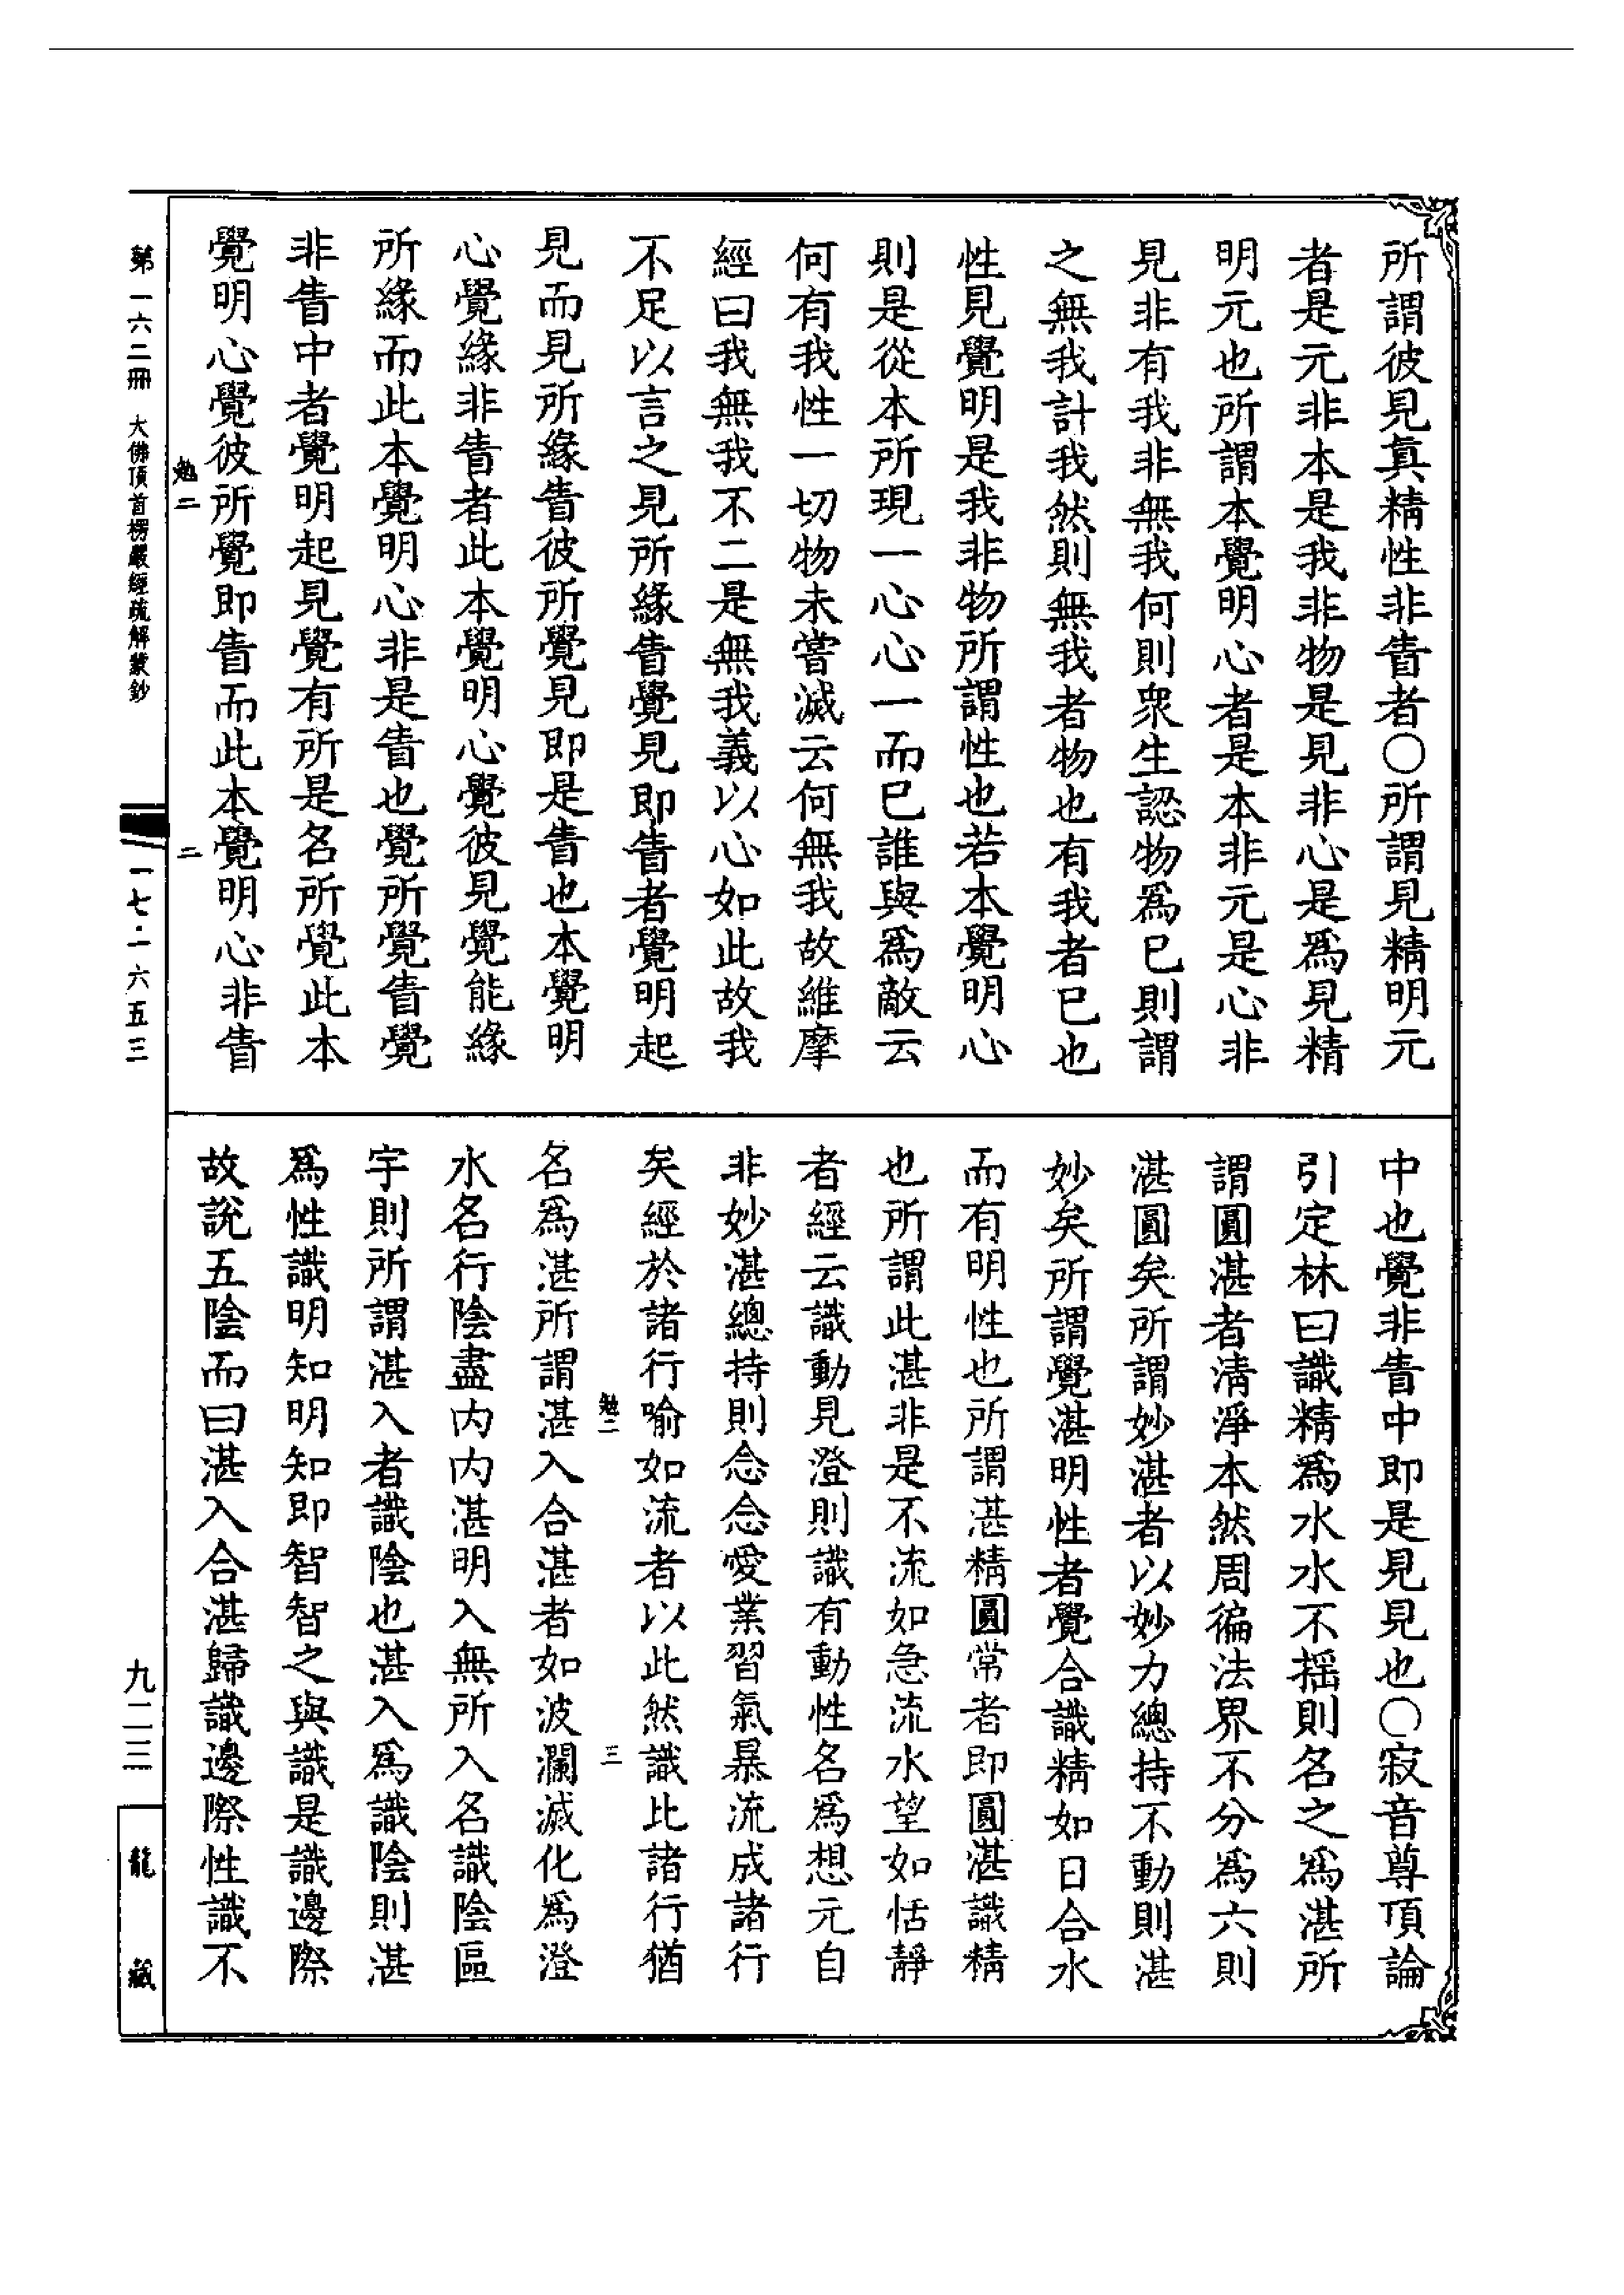 所謂彼見真精性非眚者○所謂見精明元
者是元非本是我非物是見非心是爲見精
明元也所謂本覺明心者是本非元是心非
見非有我非無我何則衆生認物爲已則謂
之無我計我然則無我者物也有我者已也
性見覺明是我非物所謂性也若本覺明心
則是從本所現一心心一而已誰與爲敵云
何有我性一切物未嘗滅云何無我故維摩
經曰我無我不二是無我義以心如此故我
不足以言之見所緣眚覺見即眚者覺明起
見而見所緣眚彼所覺見即是眚也本覺明
心覺緣非眚者此本覺明心覺彼見覺能緣
所緣而此本覺明心非是眚也覺所覺眚覺
非眚中者覺明起見覺有所是名所覺此本
覺明心覺彼所覺即眚而此本覺明心非眚
勉二
二
中也覺非眚中即是見見也○寂音尊頂論
引定林曰識精爲水水不搖則名之爲湛所
謂圓湛者清淨本然周徧法界不分爲六則
湛圓矣所謂妙湛者以妙力總持不動則湛
妙矣所謂覺湛明性者覺合識精如日合水
而有明性也所謂湛精圓常者即圓湛識精
也所謂此湛非是不流如急流水望如恬靜
者經云識動見澄則識有動性名爲想元自
非妙湛總持則念念愛業習氣暴流成諸行
矣經於諸行喻如流者以此然識比諸行猶
勉二
三
名爲湛所謂湛入合湛者如波瀾滅化爲澄
水名行陰盡内内湛明入無所入名識陰區
宇則所謂湛入者識陰也湛入爲識陰則湛
爲性識明知明知即智智之與識是識邊際
故說五陰而曰湛入合湛歸識邊際性識不
第一六二冊 大佛頂首楞嚴經疏解蒙鈔
一七·一六五三
九二三
龍藏